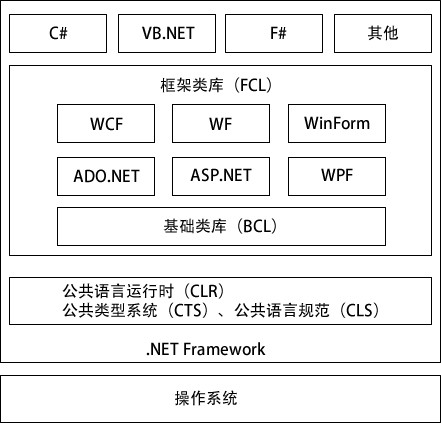 C#
VB.NET
F#
其他
框架类库（FCL）
WCF
WF
WinForm
ADO.NET
ASP.NET
WPF
基础类库（BCL）
公共语言运行时（CLR）
公共类型系统（CTS）、公共语言规范（CLS）
.NET Framework
操作系统